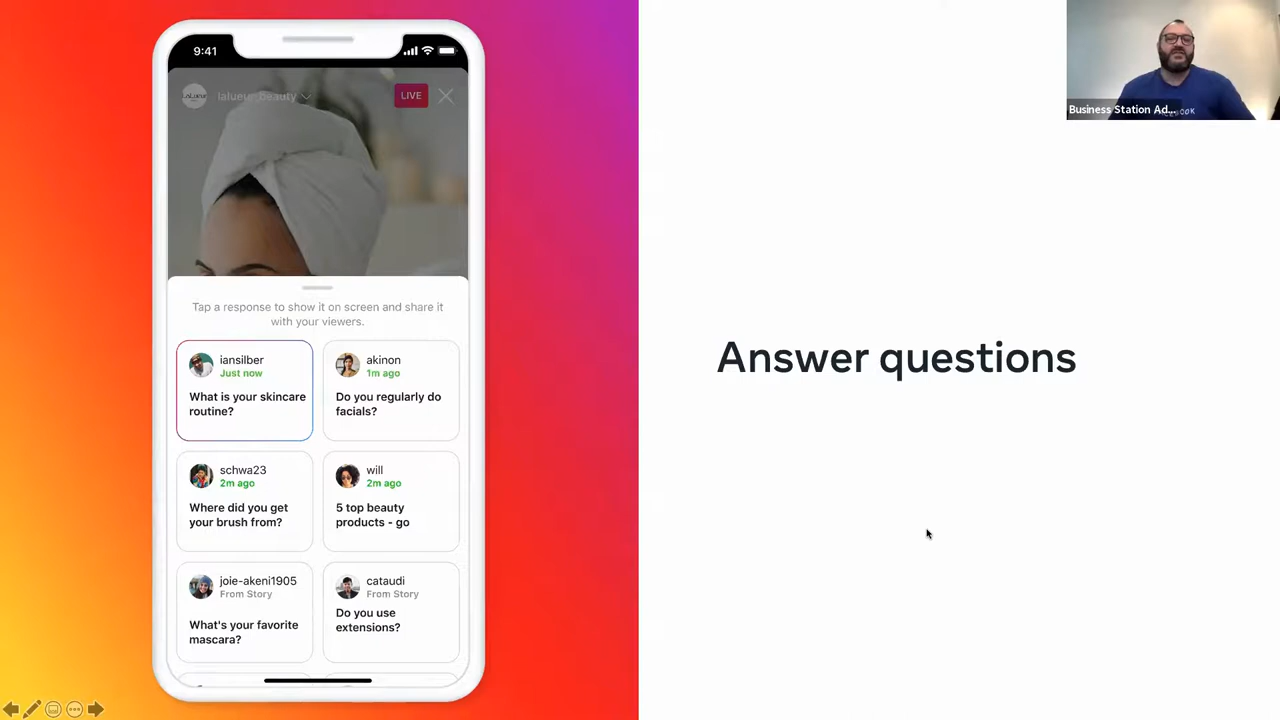 9:41
lalueur_beauty
LIVE
Tap a response to show it on screen and share it
with your viewers.
iansilber
Just now
What is your skincare
routine?
akinon
1m ago
Do you regularly do
facials?
schwa23
2m ago
Where did you get
your brush from?
will
2m ago
5 top beauty
products - go
joie-akeni1905
From Story
What's your favorite
mascara?
cataudi
From Story
Do you use
extensions?
Answer questions
Business Station Ad...